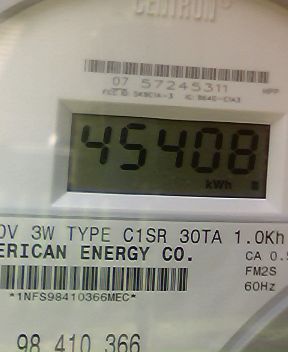 CENTRON
07 57245311
45408
kWh
0V 3W TYPE C1SR 30TA 1.0Kh
ERICAN ENERGY CO.
CA 0.5
*1NFS98410366MEC*
FM2S
60Hz
98 410 366